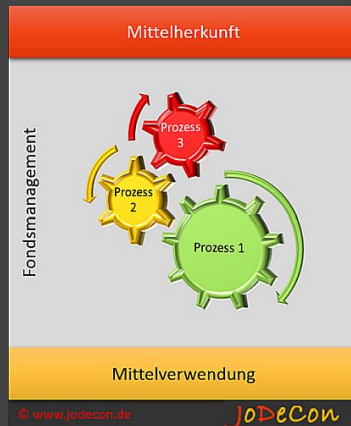 Mittelherkunft
Fondsmanagement
Prozess
3
Prozess
2
Prozess 1
Mittelverwendung
© www.jodecon.de
JoDeCon